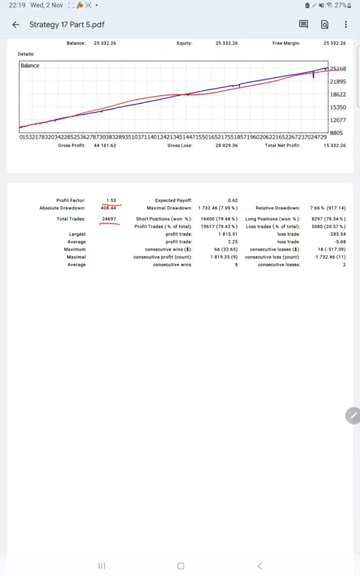 22:19 Wed, 2 Nov 27%
Strategy 17 Part 5.pdf
Balance: 25 332.26 Equity: 25 332.26 Free Margin: 25 332.26
Details:
Balance
25168
21895
18622
15350
12077
8805
Gross Profit: 44 161.62 Gross Loss: 28 829.36 Total Net Profit: 15 332.26
Profit Factor: 1.53 Expected Payoff: 0.62
Absolute Drawdown: 408.44 Maximal Drawdown: 1 732.46 (7.09 %) Relative Drawdown: 7.66 % (917.14)
Total Trades: 24697 Short Positions (won %): 16400 (79.48 %) Long Positions (won %): 8297 (79.34 %)
Profit Trades (% of total): 19617 (79.43 %) Loss trades (% of total): 5080 (20.57 %)
Largest profit trade: 1 815.51 loss trade: -283.54
Average profit trade: 2.25 loss trade: -5.68
Maximum consecutive wins ($): 66 (32.65) consecutive losses ($): 18 (-517.39)
Maximal consecutive profit (count): 1 819.35 (9) consecutive loss (count): -1 732.46 (11)
Average consecutive wins: 8 consecutive losses: 2